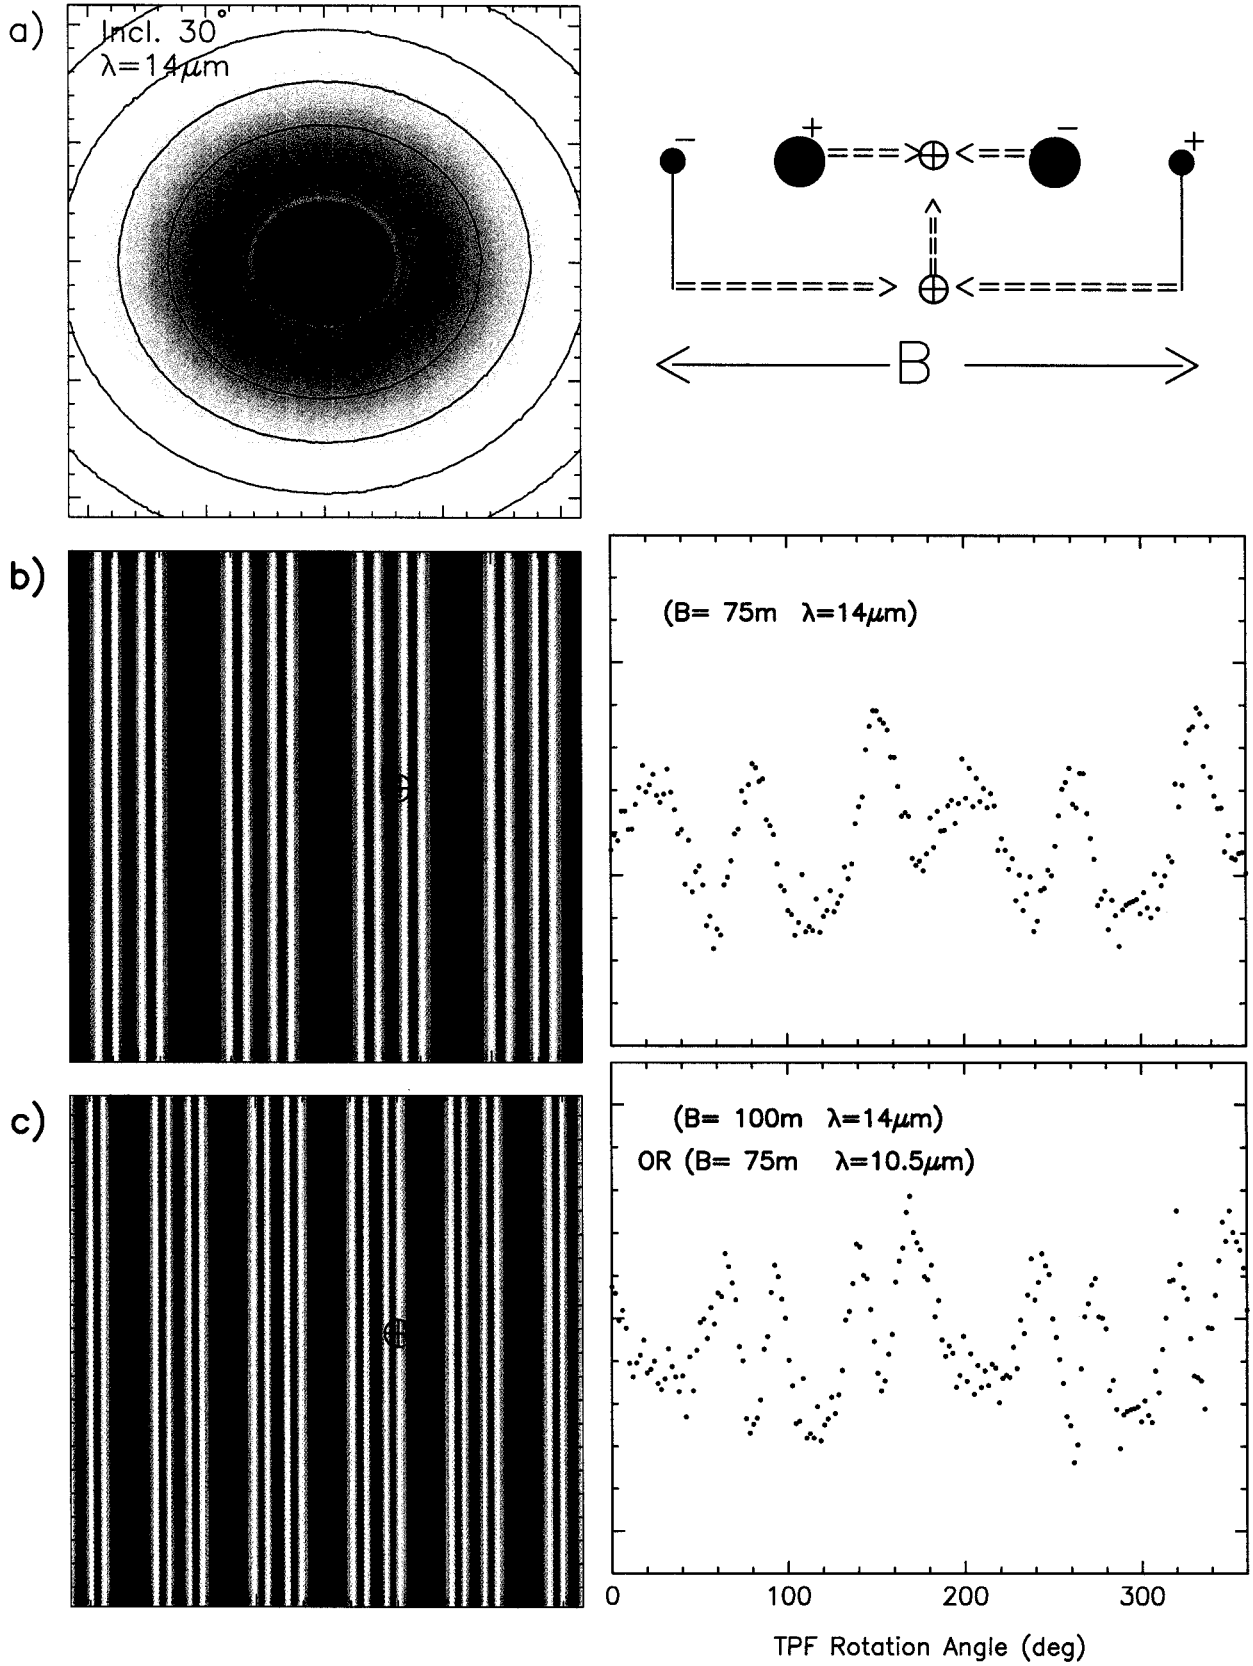 a)
Incl. 30°
λ=14μm
− + − +
B
b)
(B= 75m λ=14μm)
c)
(B= 100m λ=14μm)
OR (B= 75m λ=10.5μm)
0 100 200 300
TPF Rotation Angle (deg)